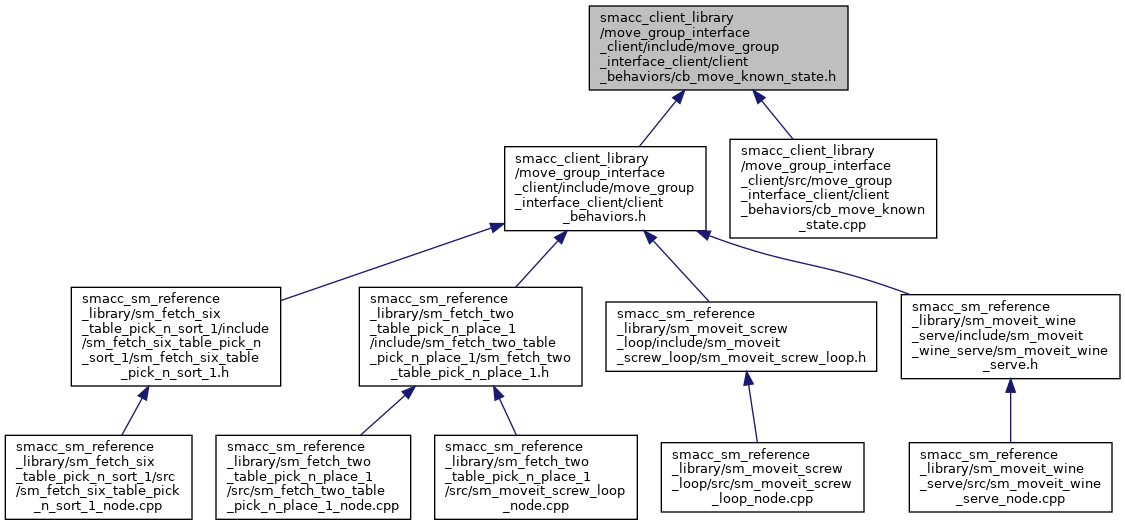 smacc_client_library
/move_group_interface
_client/include/move_group
_interface_client/client
_behaviors/cb_move_known_state.h
smacc_client_library
/move_group_interface
_client/include/move_group
_interface_client/client
_behaviors.h
smacc_client_library
/move_group_interface
_client/src/move_group
_interface_client/client
_behaviors/cb_move_known
_state.cpp
smacc_sm_reference
_library/sm_fetch_six
_table_pick_n_sort_1/include
/sm_fetch_six_table_pick_n
_sort_1/sm_fetch_six_table
_pick_n_sort_1.h
smacc_sm_reference
_library/sm_fetch_two
_table_pick_n_place_1
/include/sm_fetch_two_table
_pick_n_place_1/sm_fetch_two
_table_pick_n_place_1.h
smacc_sm_reference
_library/sm_moveit_screw
_loop/include/sm_moveit
_screw_loop/sm_moveit_screw_loop.h
smacc_sm_reference
_library/sm_moveit_wine
_serve/include/sm_moveit
_wine_serve/sm_moveit_wine
_serve.h
smacc_sm_reference
_library/sm_fetch_six
_table_pick_n_sort_1/src
/sm_fetch_six_table_pick
_n_sort_1_node.cpp
smacc_sm_reference
_library/sm_fetch_two
_table_pick_n_place_1
/src/sm_fetch_two_table
_pick_n_place_1_node.cpp
smacc_sm_reference
_library/sm_fetch_two
_table_pick_n_place_1
/src/sm_moveit_screw_loop
_node.cpp
smacc_sm_reference
_library/sm_moveit_screw
_loop/src/sm_moveit_screw
_loop_node.cpp
smacc_sm_reference
_library/sm_moveit_wine
_serve/src/sm_moveit_wine
_serve_node.cpp